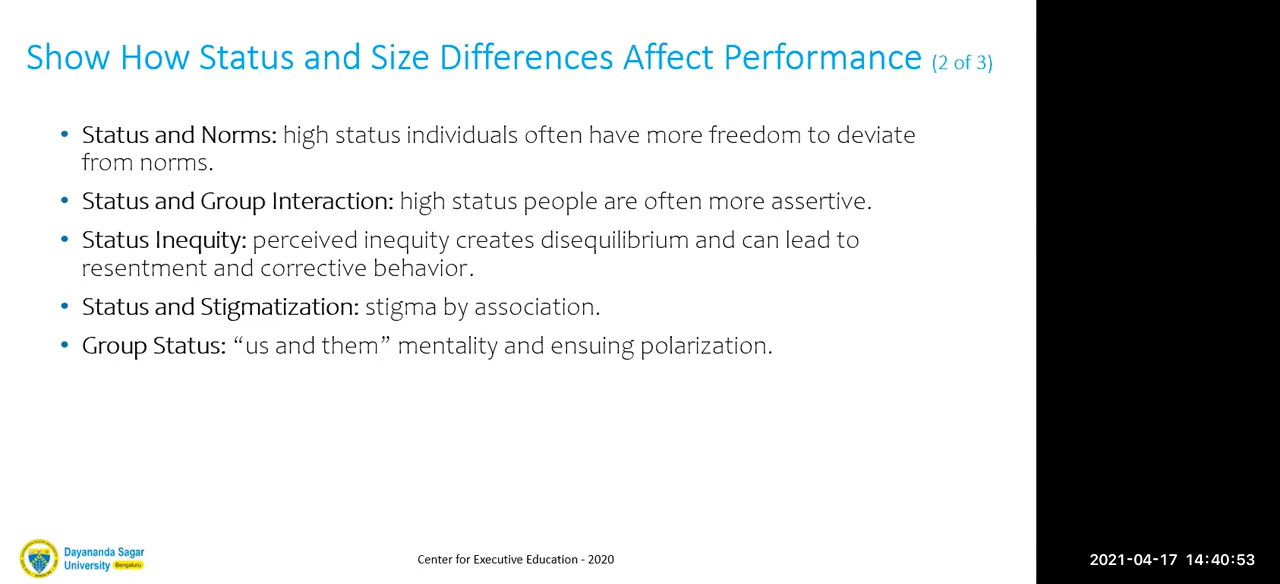 Show How Status and Size Differences Affect Performance (2 of 3)
• Status and Norms: high status individuals often have more freedom to deviate
from norms.
• Status and Group Interaction: high status people are often more assertive.
• Status Inequity: perceived inequity creates disequilibrium and can lead to
resentment and corrective behavior.
• Status and Stigmatization: stigma by association.
• Group Status: “us and them” mentality and ensuing polarization.
Dayananda Sagar
University Bengaluru
Center for Executive Education - 2020
2021-04-17 14:40:53